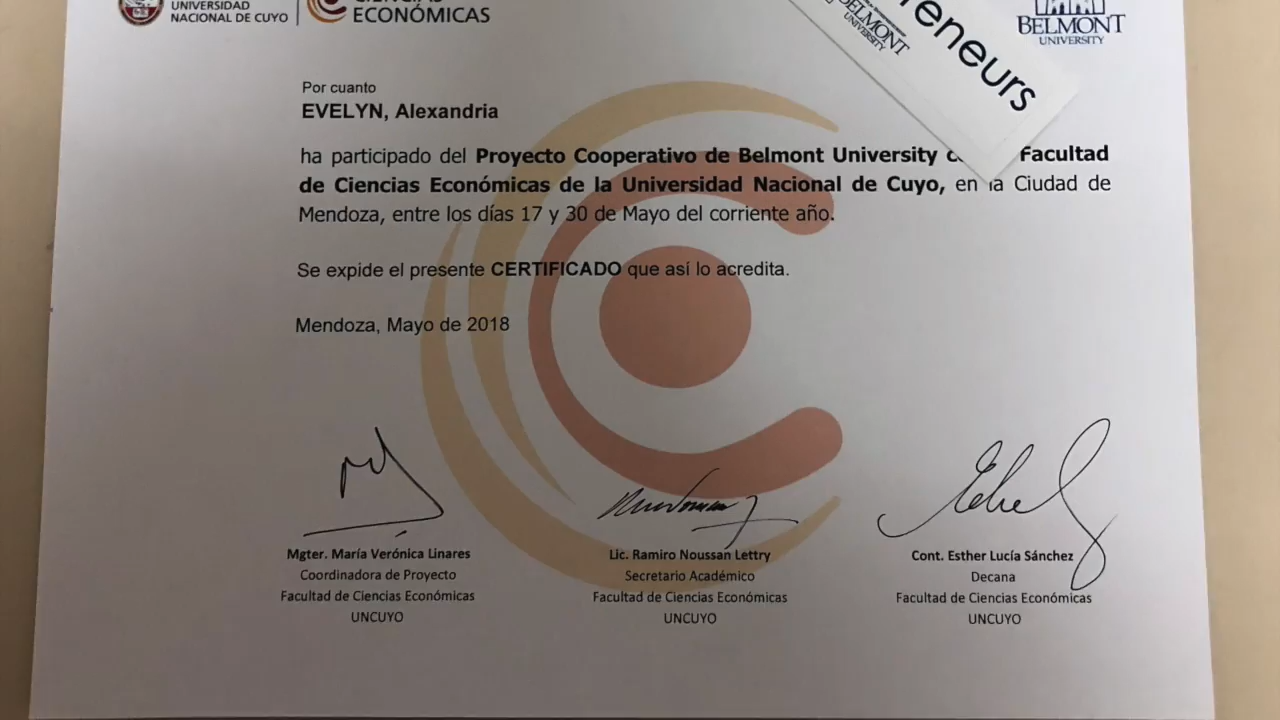 UNIVERSIDAD
NACIONAL DE CUYO
CIENCIAS
ECONÓMICAS
BELMONT
UNIVERSITY
reneurs
BELMONT
UNIVERSITY
Por cuanto
EVELYN, Alexandria
ha participado del Proyecto Cooperativo de Belmont University Facultad
de Ciencias Económicas de la Universidad Nacional de Cuyo, en la Ciudad de
Mendoza, entre los días 17 y 30 de Mayo del corriente año.
Se expide el presente CERTIFICADO que así lo acredita.
Mendoza, Mayo de 2018
Mgter. María Verónica Linares
Coordinadora de Proyecto
Facultad de Ciencias Económicas
UNCUYO
Lic. Ramiro Noussan Lettry
Secretario Académico
Facultad de Ciencias Económicas
UNCUYO
Cont. Esther Lucía Sánchez
Decana
Facultad de Ciencias Económicas
UNCUYO